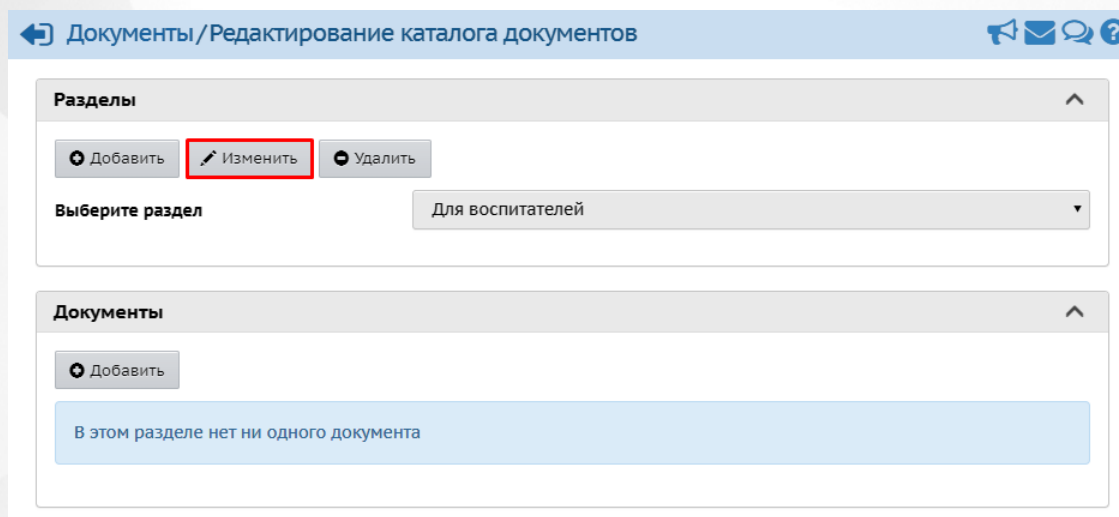 Документы/Редактирование каталога документов
Разделы
Добавить Изменить Удалить
Выберите раздел Для воспитателей
Документы
Добавить
В этом разделе нет ни одного документа